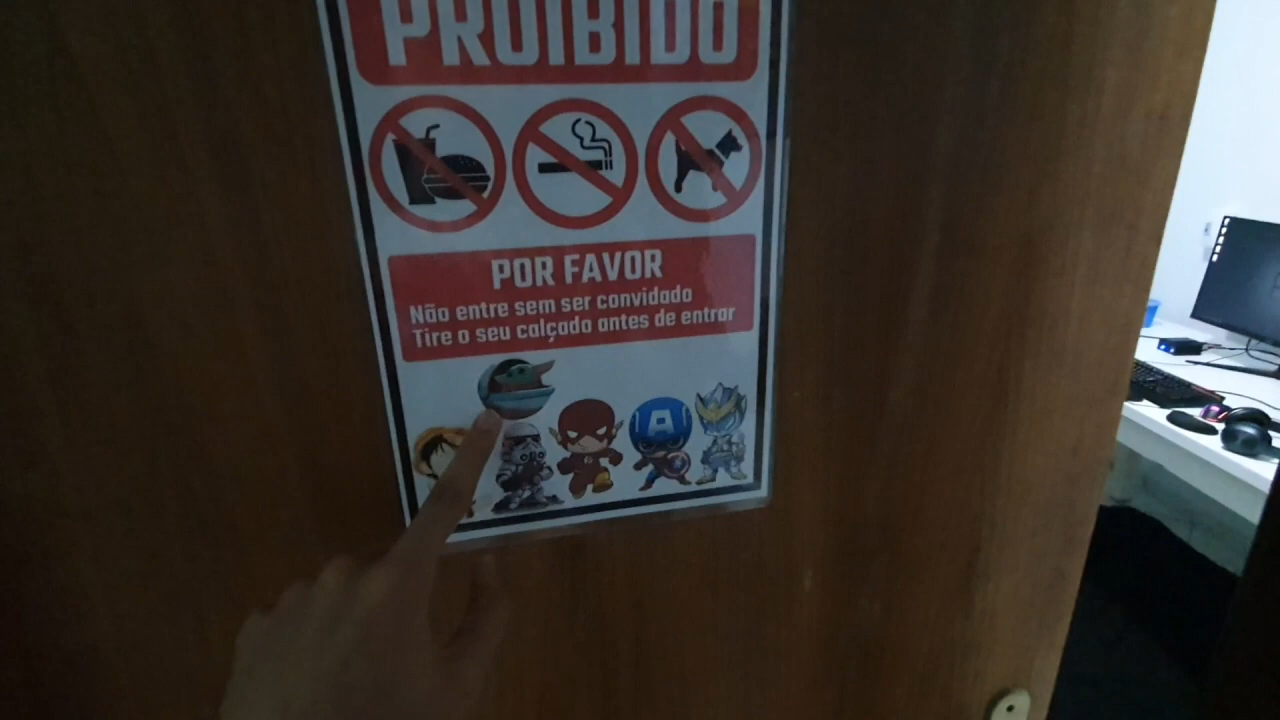 PROIBIDO
POR FAVOR
Não entre sem ser convidado
Tire o seu calçado antes de entrar
A